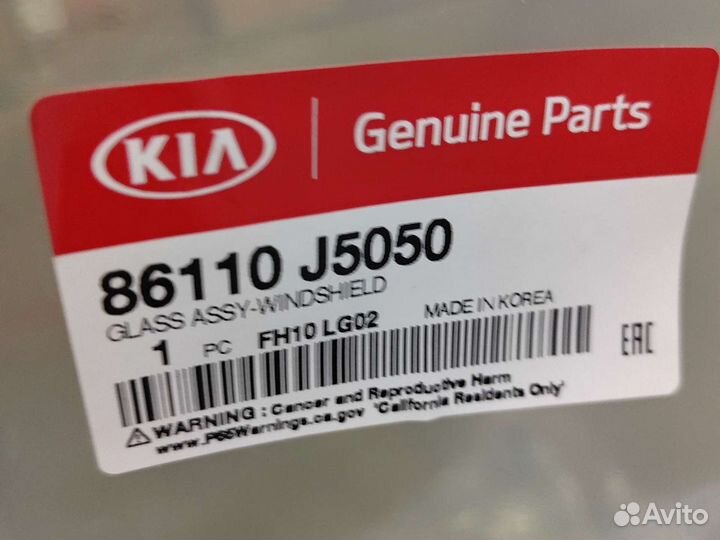 KIA
Genuine Parts
86110 J5050
GLASS ASSY-WINDSHIELD
1 PC FH10 LG02 MADE IN KOREA
EAC
WARNING : Cancer and Reproductive Harm
www.P65Warnings.ca.gov 'California Residents Only'
Avito